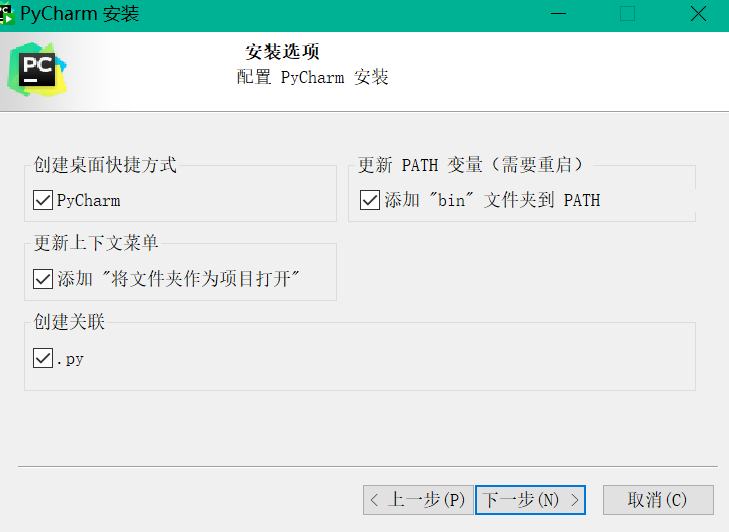 PyCharm 安装
PC
安装选项
配置 PyCharm 安装
创建桌面快捷方式
PyCharm
更新 PATH 变量（需要重启）
添加 "bin" 文件夹到 PATH
更新上下文菜单
添加 "将文件夹作为项目打开"
创建关联
.py
< 上一步(P)
下一步(N) >
取消(C)